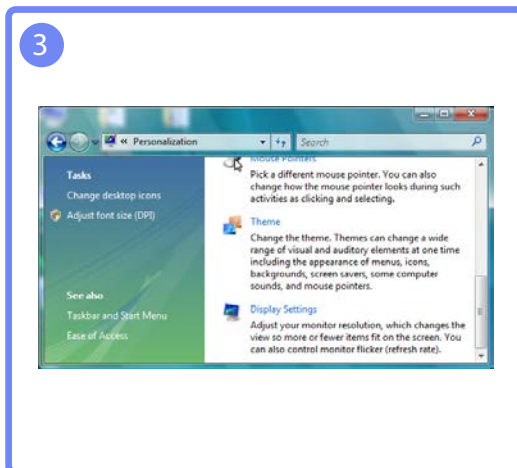 3
« Personalization
Search
Tasks
Change desktop icons
Adjust font size (DPI)
See also
Taskbar and Start Menu
Ease of Access
Mouse Pointers
Pick a different mouse pointer. You can also
change how the mouse pointer looks during such
activities as clicking and selecting.
Theme
Change the theme. Themes can change a wide
range of visual and auditory elements at one time
including the appearance of menus, icons,
backgrounds, screen savers, some computer
sounds, and mouse pointers.
Display Settings
Adjust your monitor resolution, which changes the
view so more or fewer items fit on the screen. You
can also control monitor flicker (refresh rate).